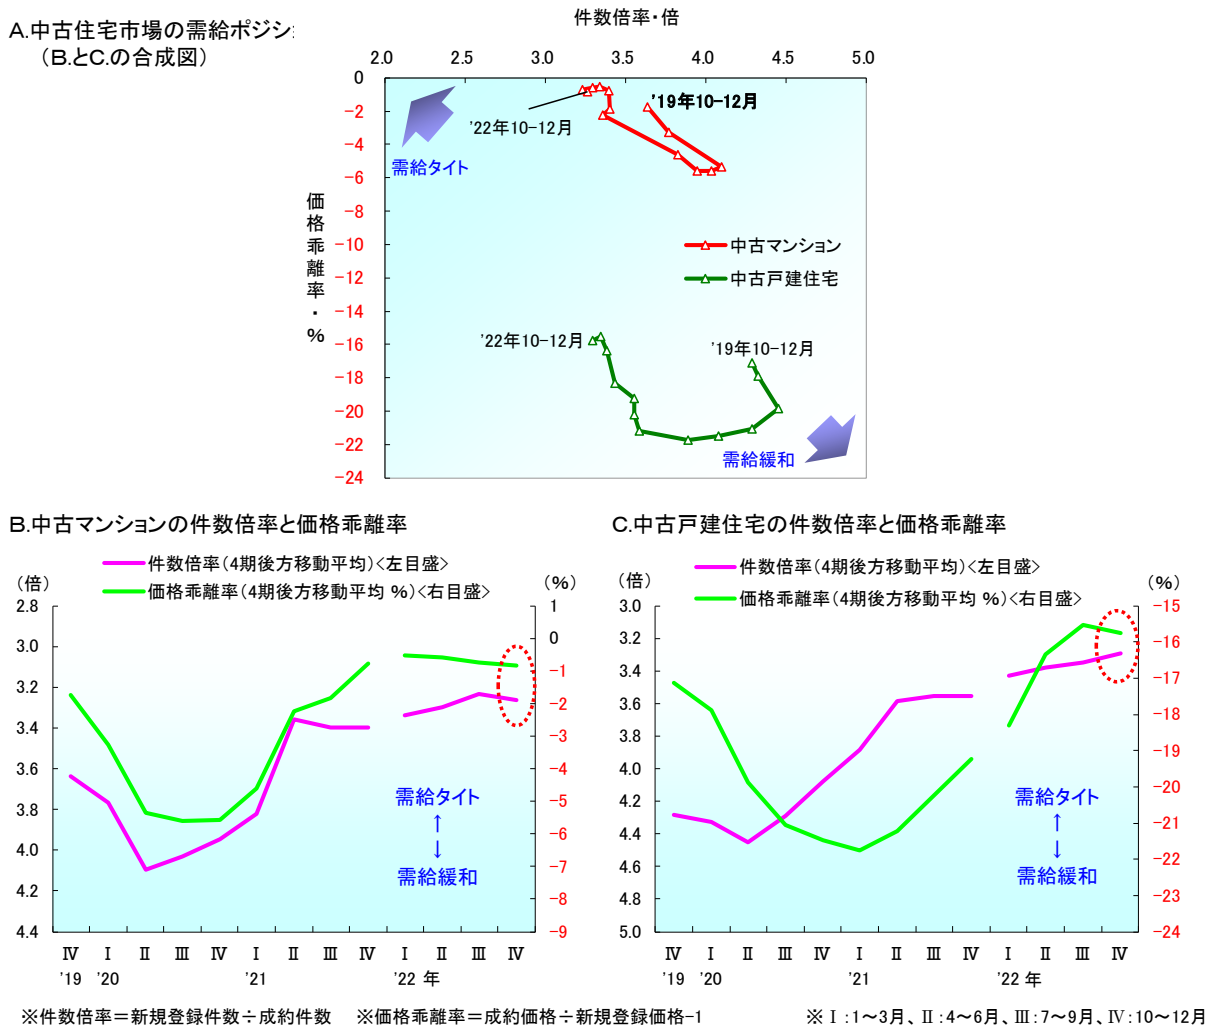 A.中古住宅市場の需給ポジシ
（B.とC.の合成図）
件数倍率・倍
2.0 2.5 3.0 3.5 4.0 4.5 5.0
0
-2
-4
-6
-8
-10
-12
-14
-16
-18
-20
-22
-24
価格乖離率・%
'19年10-12月
'22年10-12月
需給タイト
中古マンション
中古戸建住宅
'22年10-12月
'19年10-12月
需給緩和
B.中古マンションの件数倍率と価格乖離率
件数倍率（4期後方移動平均）<左目盛>
価格乖離率（4期後方移動平均 %）<右目盛>
（倍）
（%）
2.8
3.0
3.2
3.4
3.6
3.8
4.0
4.2
4.4
1
0
-1
-2
-3
-4
-5
-6
-7
-8
-9
需給タイト
↑
↓
需給緩和
Ⅳ Ⅰ Ⅱ Ⅲ Ⅳ Ⅰ Ⅱ Ⅲ Ⅳ Ⅰ Ⅱ Ⅲ Ⅳ
'19 '20 '21 '22 年
C.中古戸建住宅の件数倍率と価格乖離率
件数倍率（4期後方移動平均）<左目盛>
価格乖離率（4期後方移動平均 %）<右目盛>
（倍）
（%）
3.0
3.2
3.4
3.6
3.8
4.0
4.2
4.4
4.6
4.8
5.0
-15
-16
-17
-18
-19
-20
-21
-22
-23
-24
需給タイト
↑
↓
需給緩和
Ⅳ Ⅰ Ⅱ Ⅲ Ⅳ Ⅰ Ⅱ Ⅲ Ⅳ Ⅰ Ⅱ Ⅲ Ⅳ
'19 '20 '21 '22 年
※件数倍率＝新規登録件数÷成約件数 ※価格乖離率＝成約価格÷新規登録価格-1 ※Ⅰ:1～3月、Ⅱ:4～6月、Ⅲ:7～9月、Ⅳ:10～12月